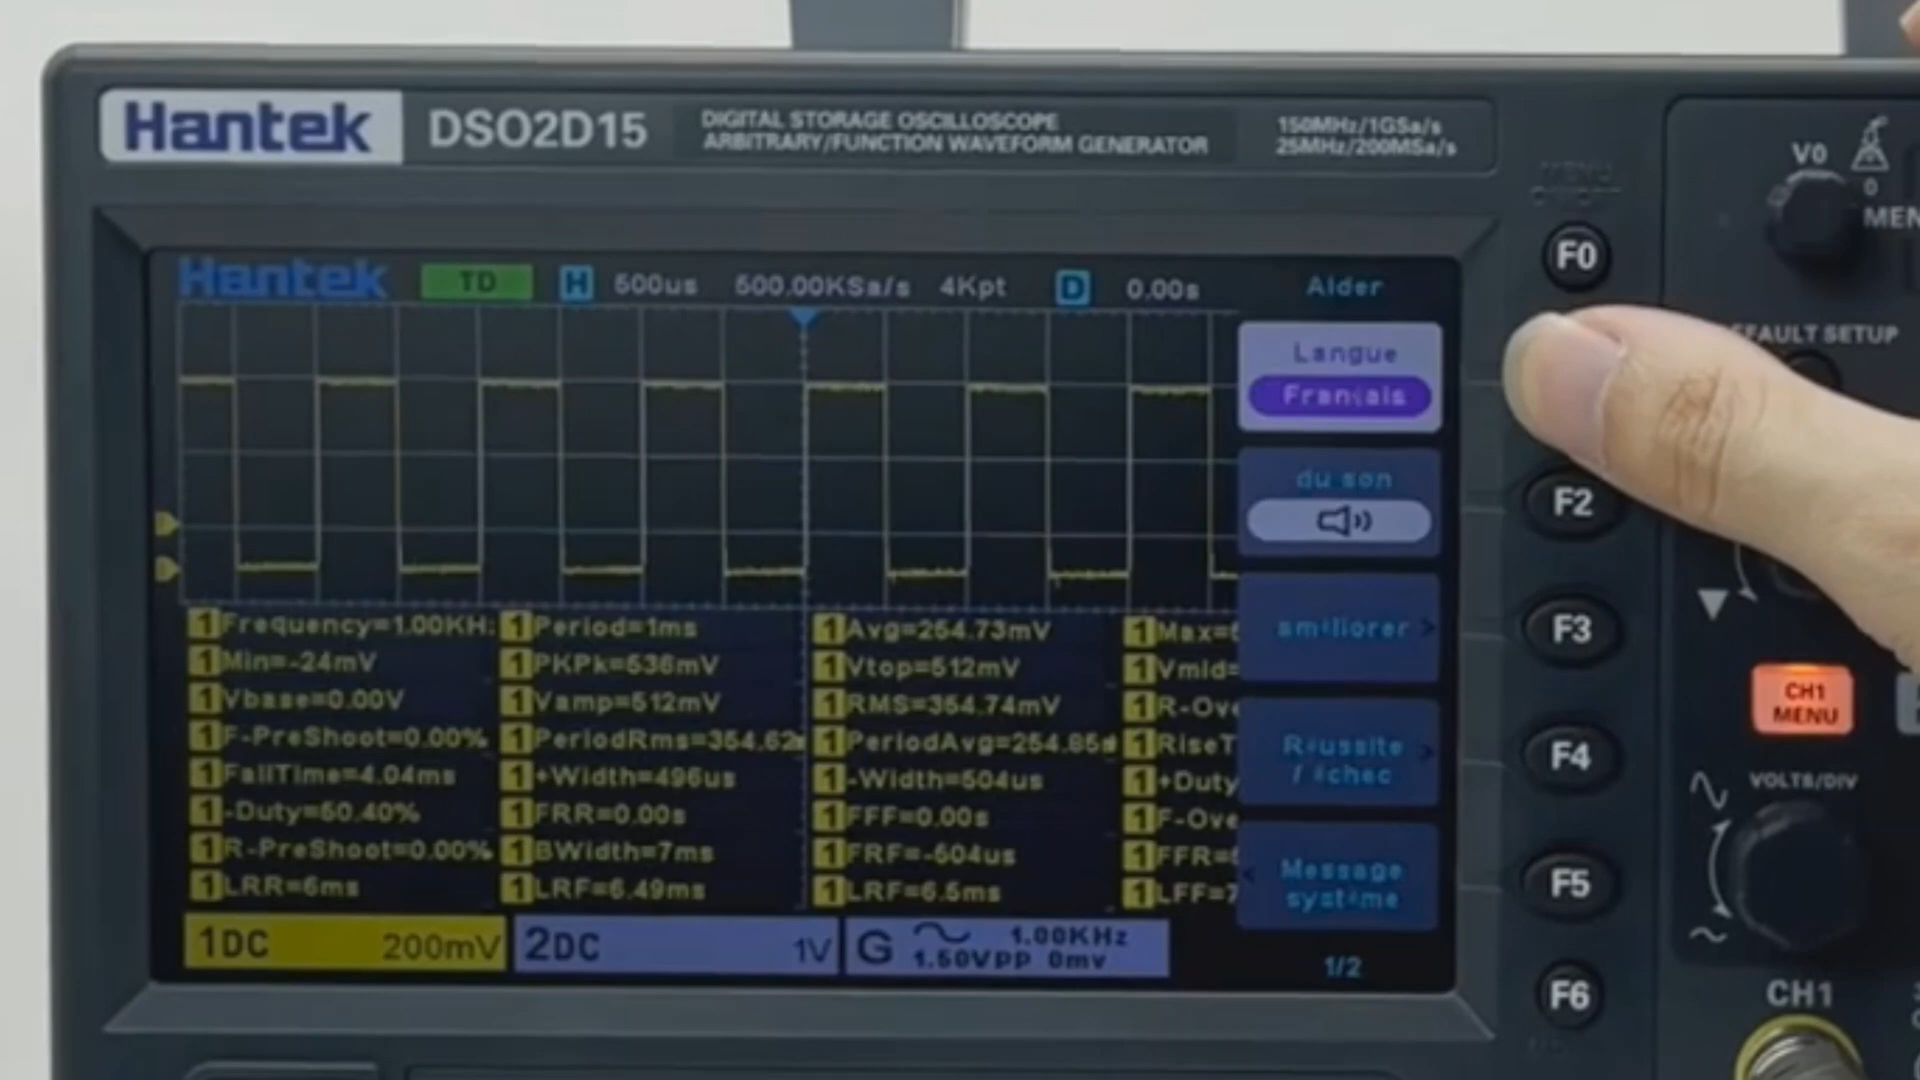 Hantek DSO2D15 DIGITAL STORAGE OSCILLOSCOPE 150MHz/1GSa/s
ARBITRARY/FUNCTION WAVEFORM GENERATOR 25MHz/200MSa/s
V0
0
MEN
F0
Hantek TD H 500us 500.00KSa/s 4Kpt D 0.00s Alder
FAULT SETUP
Langue
Français
du son
F2
améliorer >
F3
Réussite >
/ échec
F4
< Message
système
F5
1/2
F6
CH1
MENU
VOLTS/DIV
CH1
1 Frequency=1.00KH 1 Period=1ms 1 Avg=254.73mV 1 Max=
1 Min=-24mV 1 PKPk=536mV 1 Vtop=512mV 1 Vmid=
1 Vbase=0.00V 1 Vamp=512mV 1 RMS=354.74mV 1 R-Ove
1 F-PreShoot=0.00% 1 PeriodRms=354.62 1 PeriodAvg=254.85 1 RiseT
1 FallTime=4.04ms 1 +Width=496us 1 -Width=504us 1 +Duty
1 -Duty=50.40% 1 FRR=0.00s 1 FFF=0.00s 1 F-Ove
1 R-PreShoot=0.00% 1 BWidth=7ms 1 FRF=-504us 1 FFR=
1 LRR=6ms 1 LRF=6.49ms 1 LRF=6.5ms 1 LFF=7
1DC 200mV 2DC 1V G 1.00KHz
1.50VPP 0mv